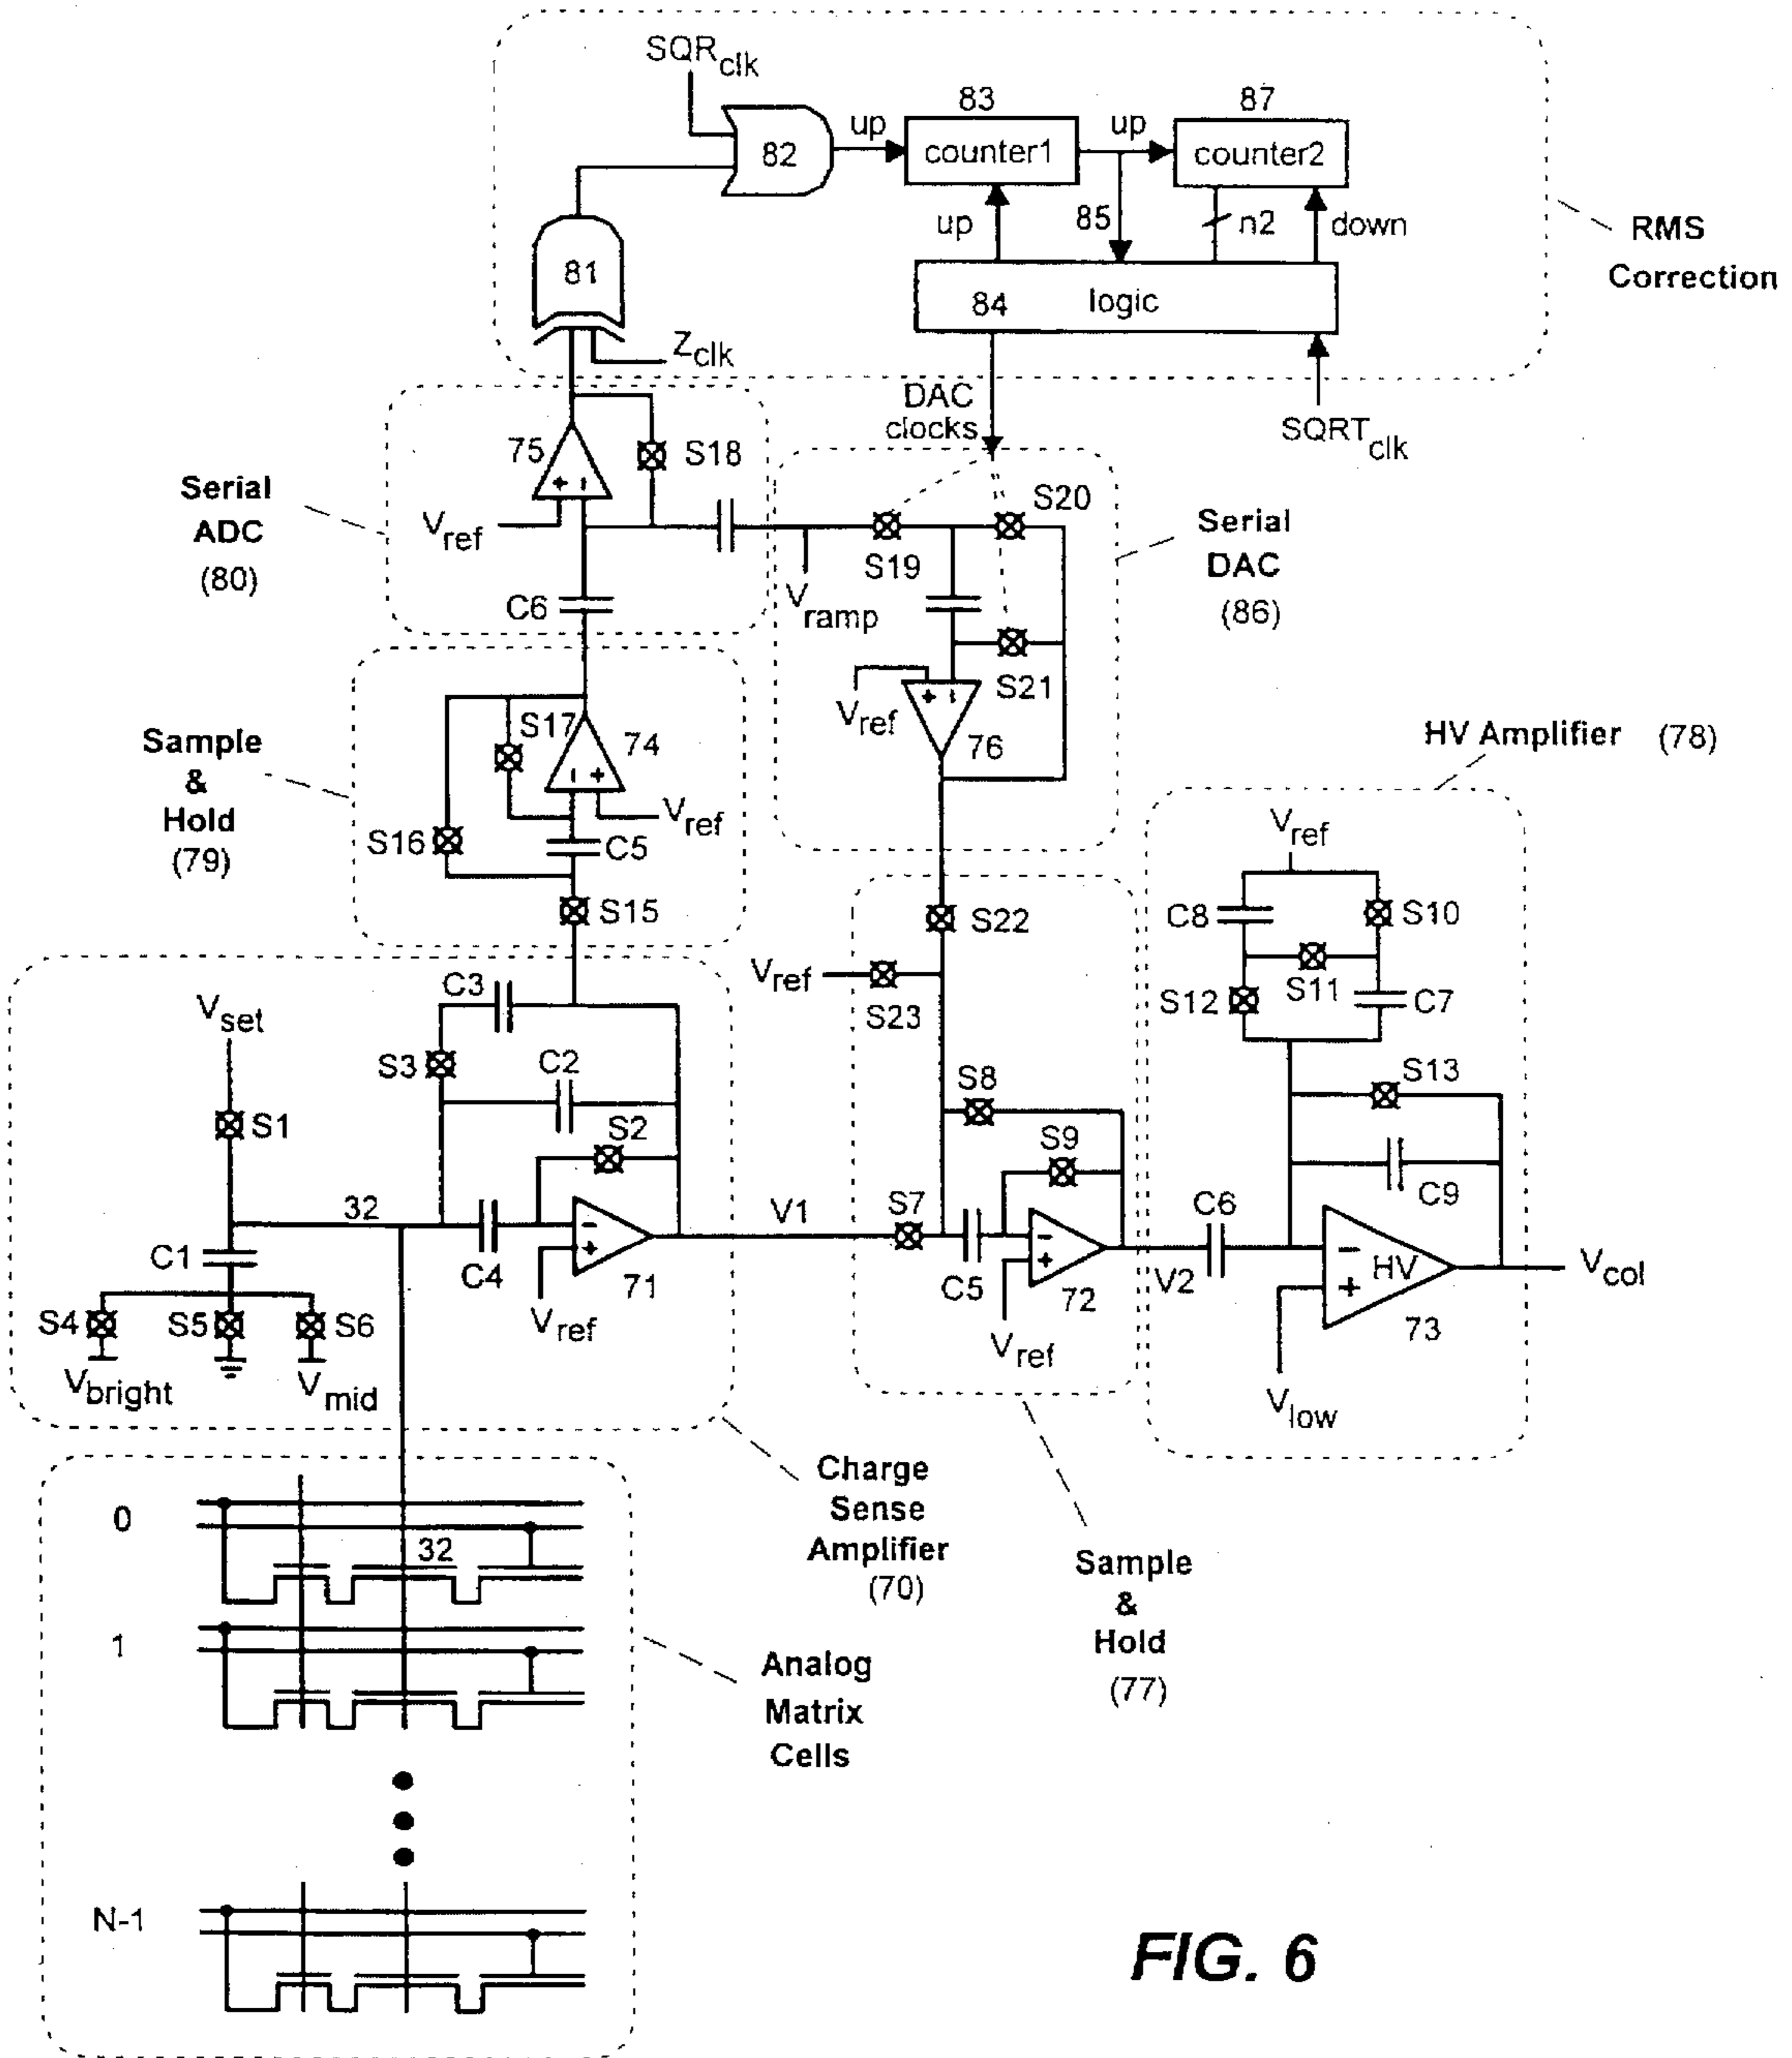 SQRclk
82
up
83
counter1
up
87
counter2
81
Zclk
up
85
n2
down
84
logic
RMS
Correction
DAC
clocks
SQRTclk
Serial
ADC
(80)
75
S18
Vref
C6
S19
S20
Vramp
S21
Vref
76
Serial
DAC
(86)
Sample
&
Hold
(79)
S17
74
Vref
S16
C5
S15
HV Amplifier (78)
Vref
C8
S10
S11
S12
C7
S13
C9
C6
HV
73
Vcol
Vlow
S22
Vref
S23
S8
S9
S7
C5
72
V2
Vref
Vset
C3
S3
C2
S1
S2
32
C1
C4
71
V1
Vref
S4
S5
S6
Vbright
Vmid
Charge
Sense
Amplifier
(70)
Sample
&
Hold
(77)
0
32
1
Analog
Matrix
Cells
N-1
FIG. 6